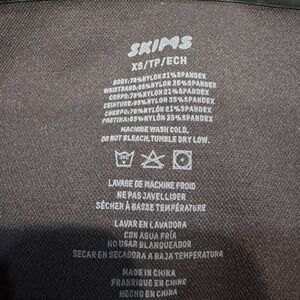 SKIMS
XS/TP/ECH
BODY:79%NYLON 21%SPANDEX
WAISTBAND:65%NYLON 35%SPANDEX
CORPS:79%NYLON 21%SPANDEX
CEINTURE:65%NYLON 35%SPANDEX
CUERPO:79%NYLON 21%SPANDEX
PRETINA:65%NYLON 35%SPANDEX
MACHINE WASH COLD,
DO NOT BLEACH, TUMBLE DRY LOW.
LAVAGE DE MACHINE FROID
NE PAS JAVELLISER
SÉCHER À BASSE TEMPÉRATURE
LAVAR EN LAVADORA
CON AGUA FRÍA
NO USAR BLANQUEADOR
SECAR EN SECADORA A BAJA TEMPERATURA
MADE IN CHINA
FABRIQUE EN CHINE
HECHO EN CHINA